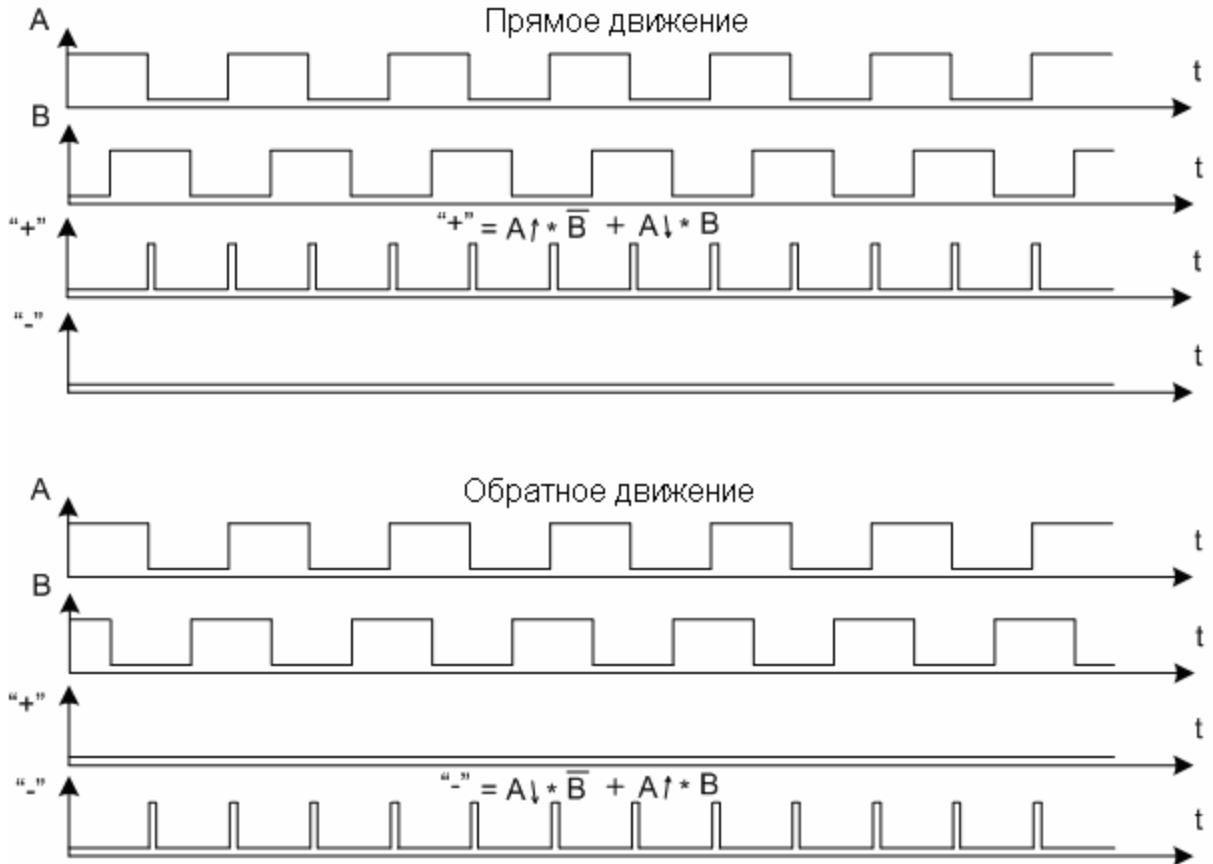 Прямое движение
A
t
B
t
“+” = A↑ * B̅ + A↓ * B
“+”
t
“-”
t
Обратное движение
A
t
B
t
“+”
t
“-” = A↓ * B̅ + A↑ * B
“-”
t